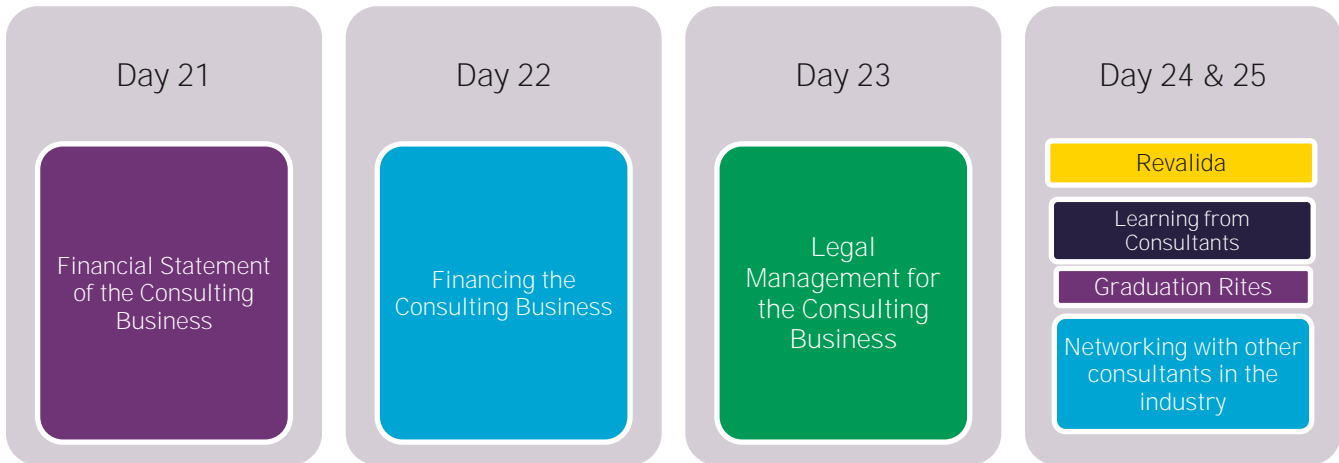 Day 21
Financial Statement
of the Consulting
Business
Day 22
Financing the
Consulting Business
Day 23
Legal
Management for
the Consulting
Business
Day 24 & 25
Revalida
Learning from
Consultants
Graduation Rites
Networking with other
consultants in the
industry